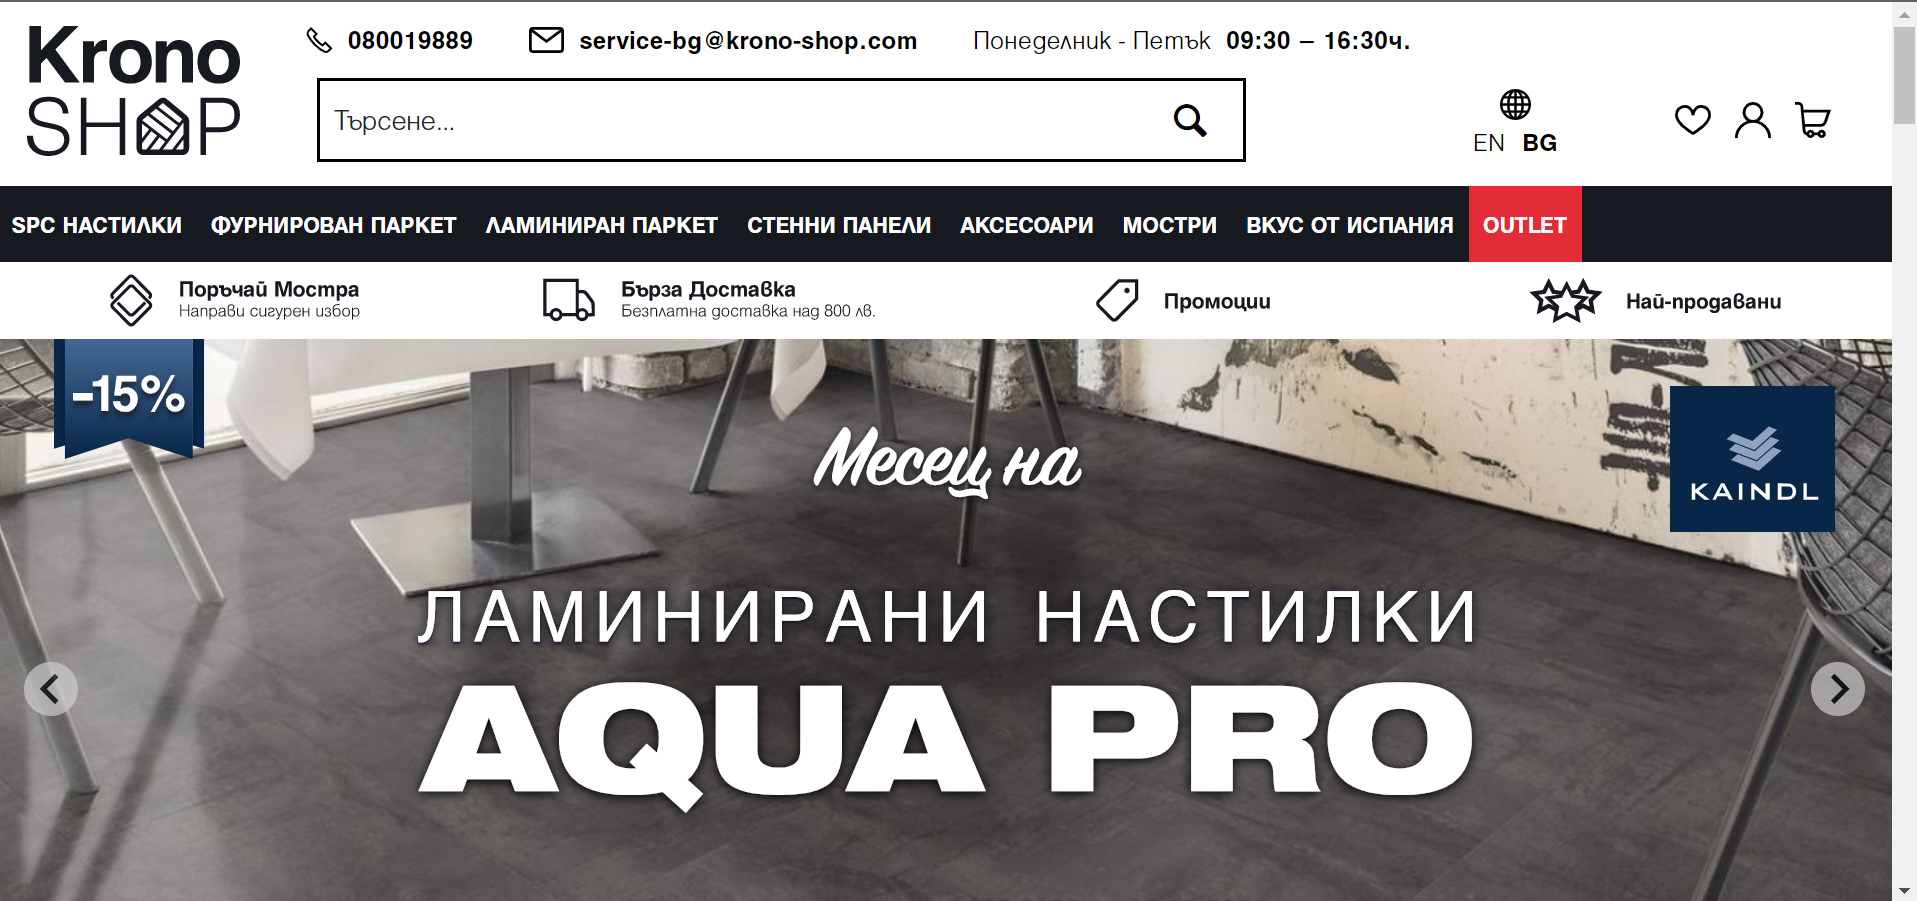 Krono
SHOP
080019889
service-bg@krono-shop.com
Понеделник - Петък 09:30 – 16:30ч.
Търсене...
EN BG
SPC НАСТИЛКИ ФУРНИРОВАН ПАРКЕТ ЛАМИНИРАН ПАРКЕТ СТЕННИ ПАНЕЛИ АКСЕСОАРИ МОСТРИ ВКУС ОТ ИСПАНИЯ OUTLET
Поръчай Мостра
Направи сигурен избор
Бърза Доставка
Безплатна доставка над 800 лв.
Промоции
Най-продавани
-15%
Месец на
KAINDL
ЛАМИНИРАНИ НАСТИЛКИ
AQUA PRO